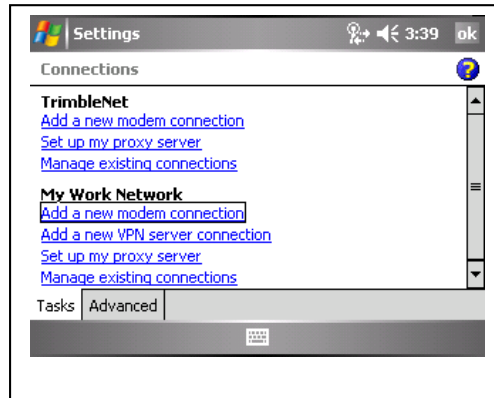 Settings 3:39 ok
Connections
TrimbleNet
Add a new modem connection
Set up my proxy server
Manage existing connections
My Work Network
Add a new modem connection
Add a new VPN server connection
Set up my proxy server
Manage existing connections
Tasks Advanced